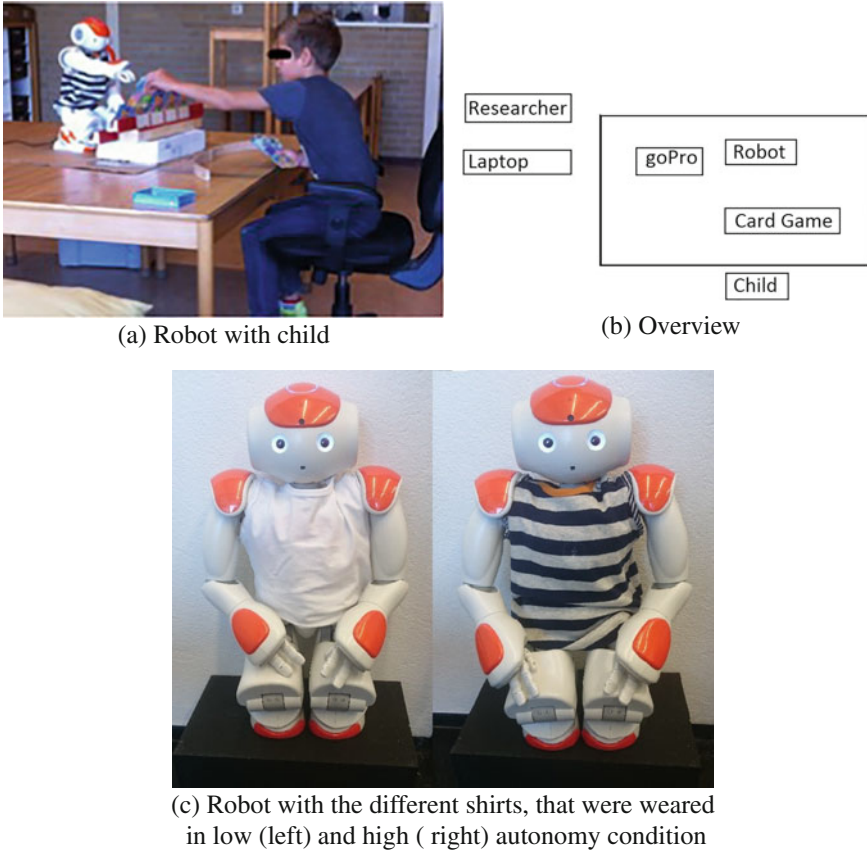 Researcher
Laptop
goPro
Robot
Card Game
Child
(a) Robot with child
(b) Overview
(c) Robot with the different shirts, that were weared
in low (left) and high ( right) autonomy condition